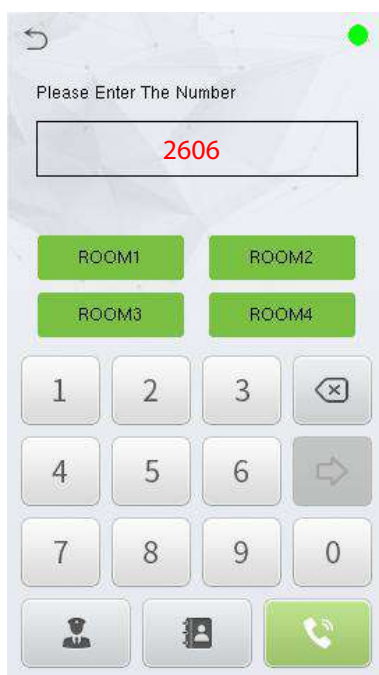 Please Enter The Number
2606
ROOM1 ROOM2
ROOM3 ROOM4
1 2 3
4 5 6
7 8 9 0